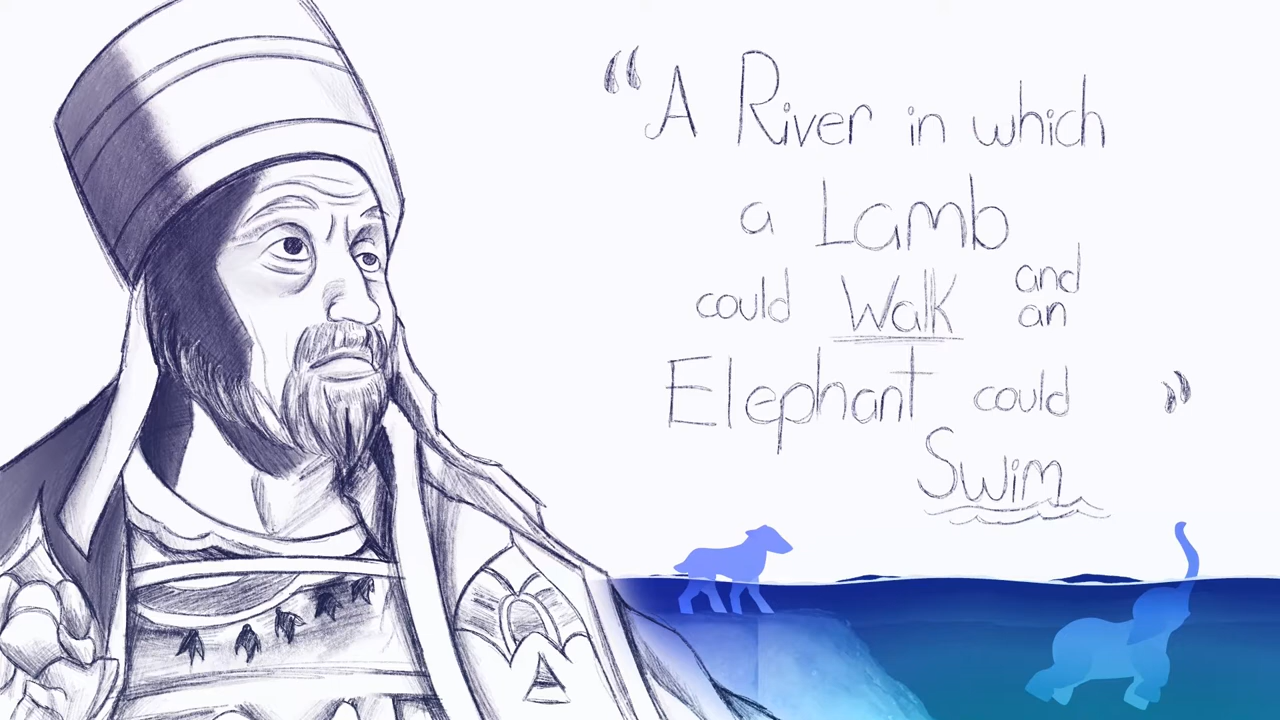 “A River in which
a Lamb
could Walk and an
Elephant could ”
Swim